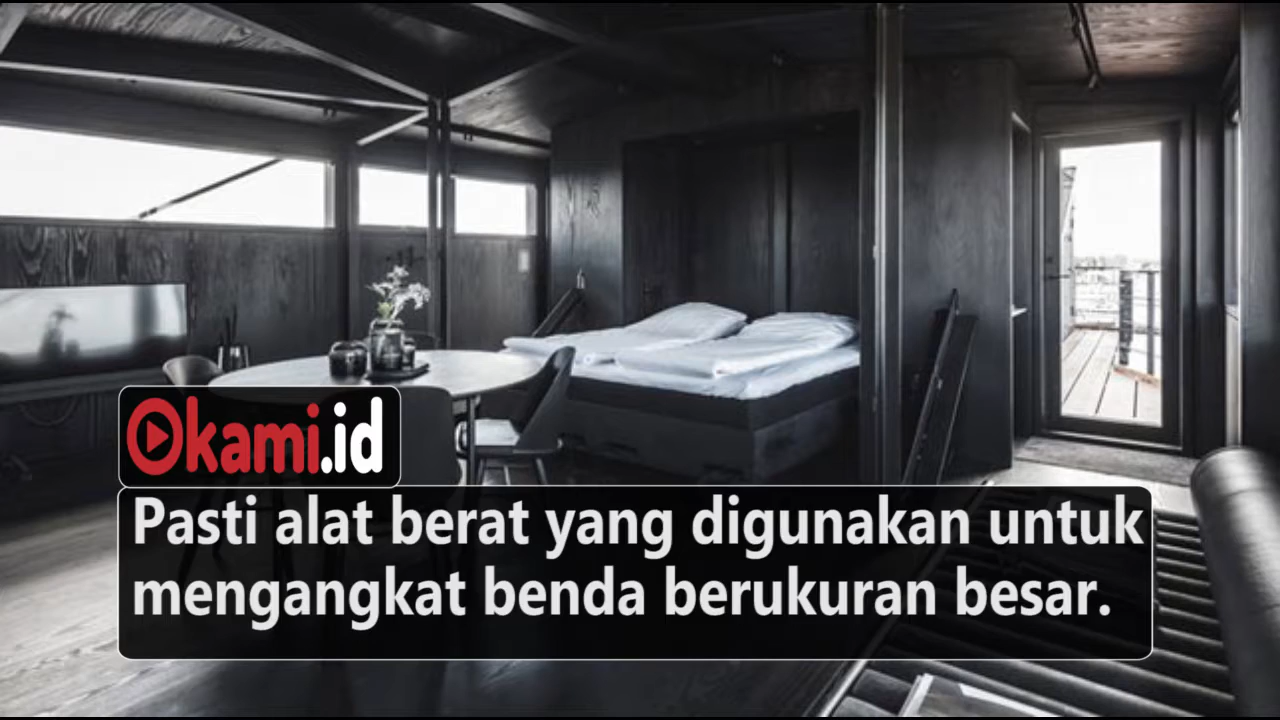 Okami.id
Pasti alat berat yang digunakan untuk
mengangkat benda berukuran besar.